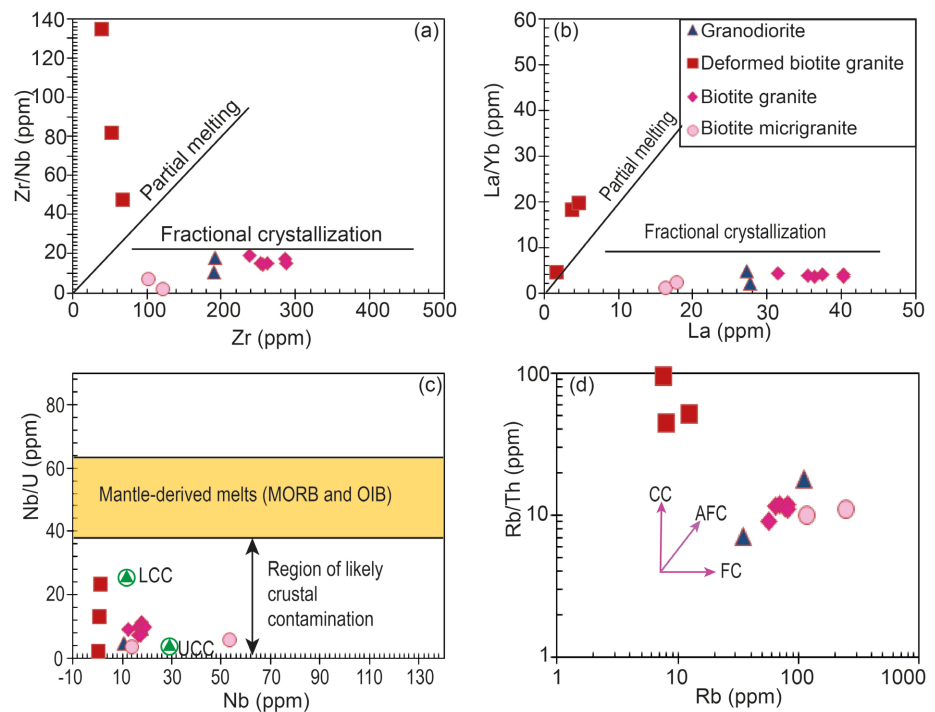 (a)
Zr/Nb (ppm)
140
120
100
80
60
40
20
0
Partial melting
Fractional crystallization
0 100 200 300 400 500
Zr (ppm)
(b)
La/Yb (ppm)
60
50
40
30
20
10
0
Granodiorite
Deformed biotite granite
Biotite granite
Biotite micrigranite
Partial melting
Fractional crystallization
0 10 20 30 40 50
La (ppm)
(c)
Nb/U (ppm)
80
60
40
20
0
Mantle-derived melts (MORB and OIB)
LCC
Region of likely
crustal
contamination
UCC
-10 10 30 50 70 90 110 130
Nb (ppm)
(d)
Rb/Th (ppm)
100
10
1
CC
AFC
FC
1 10 100 1000
Rb (ppm)